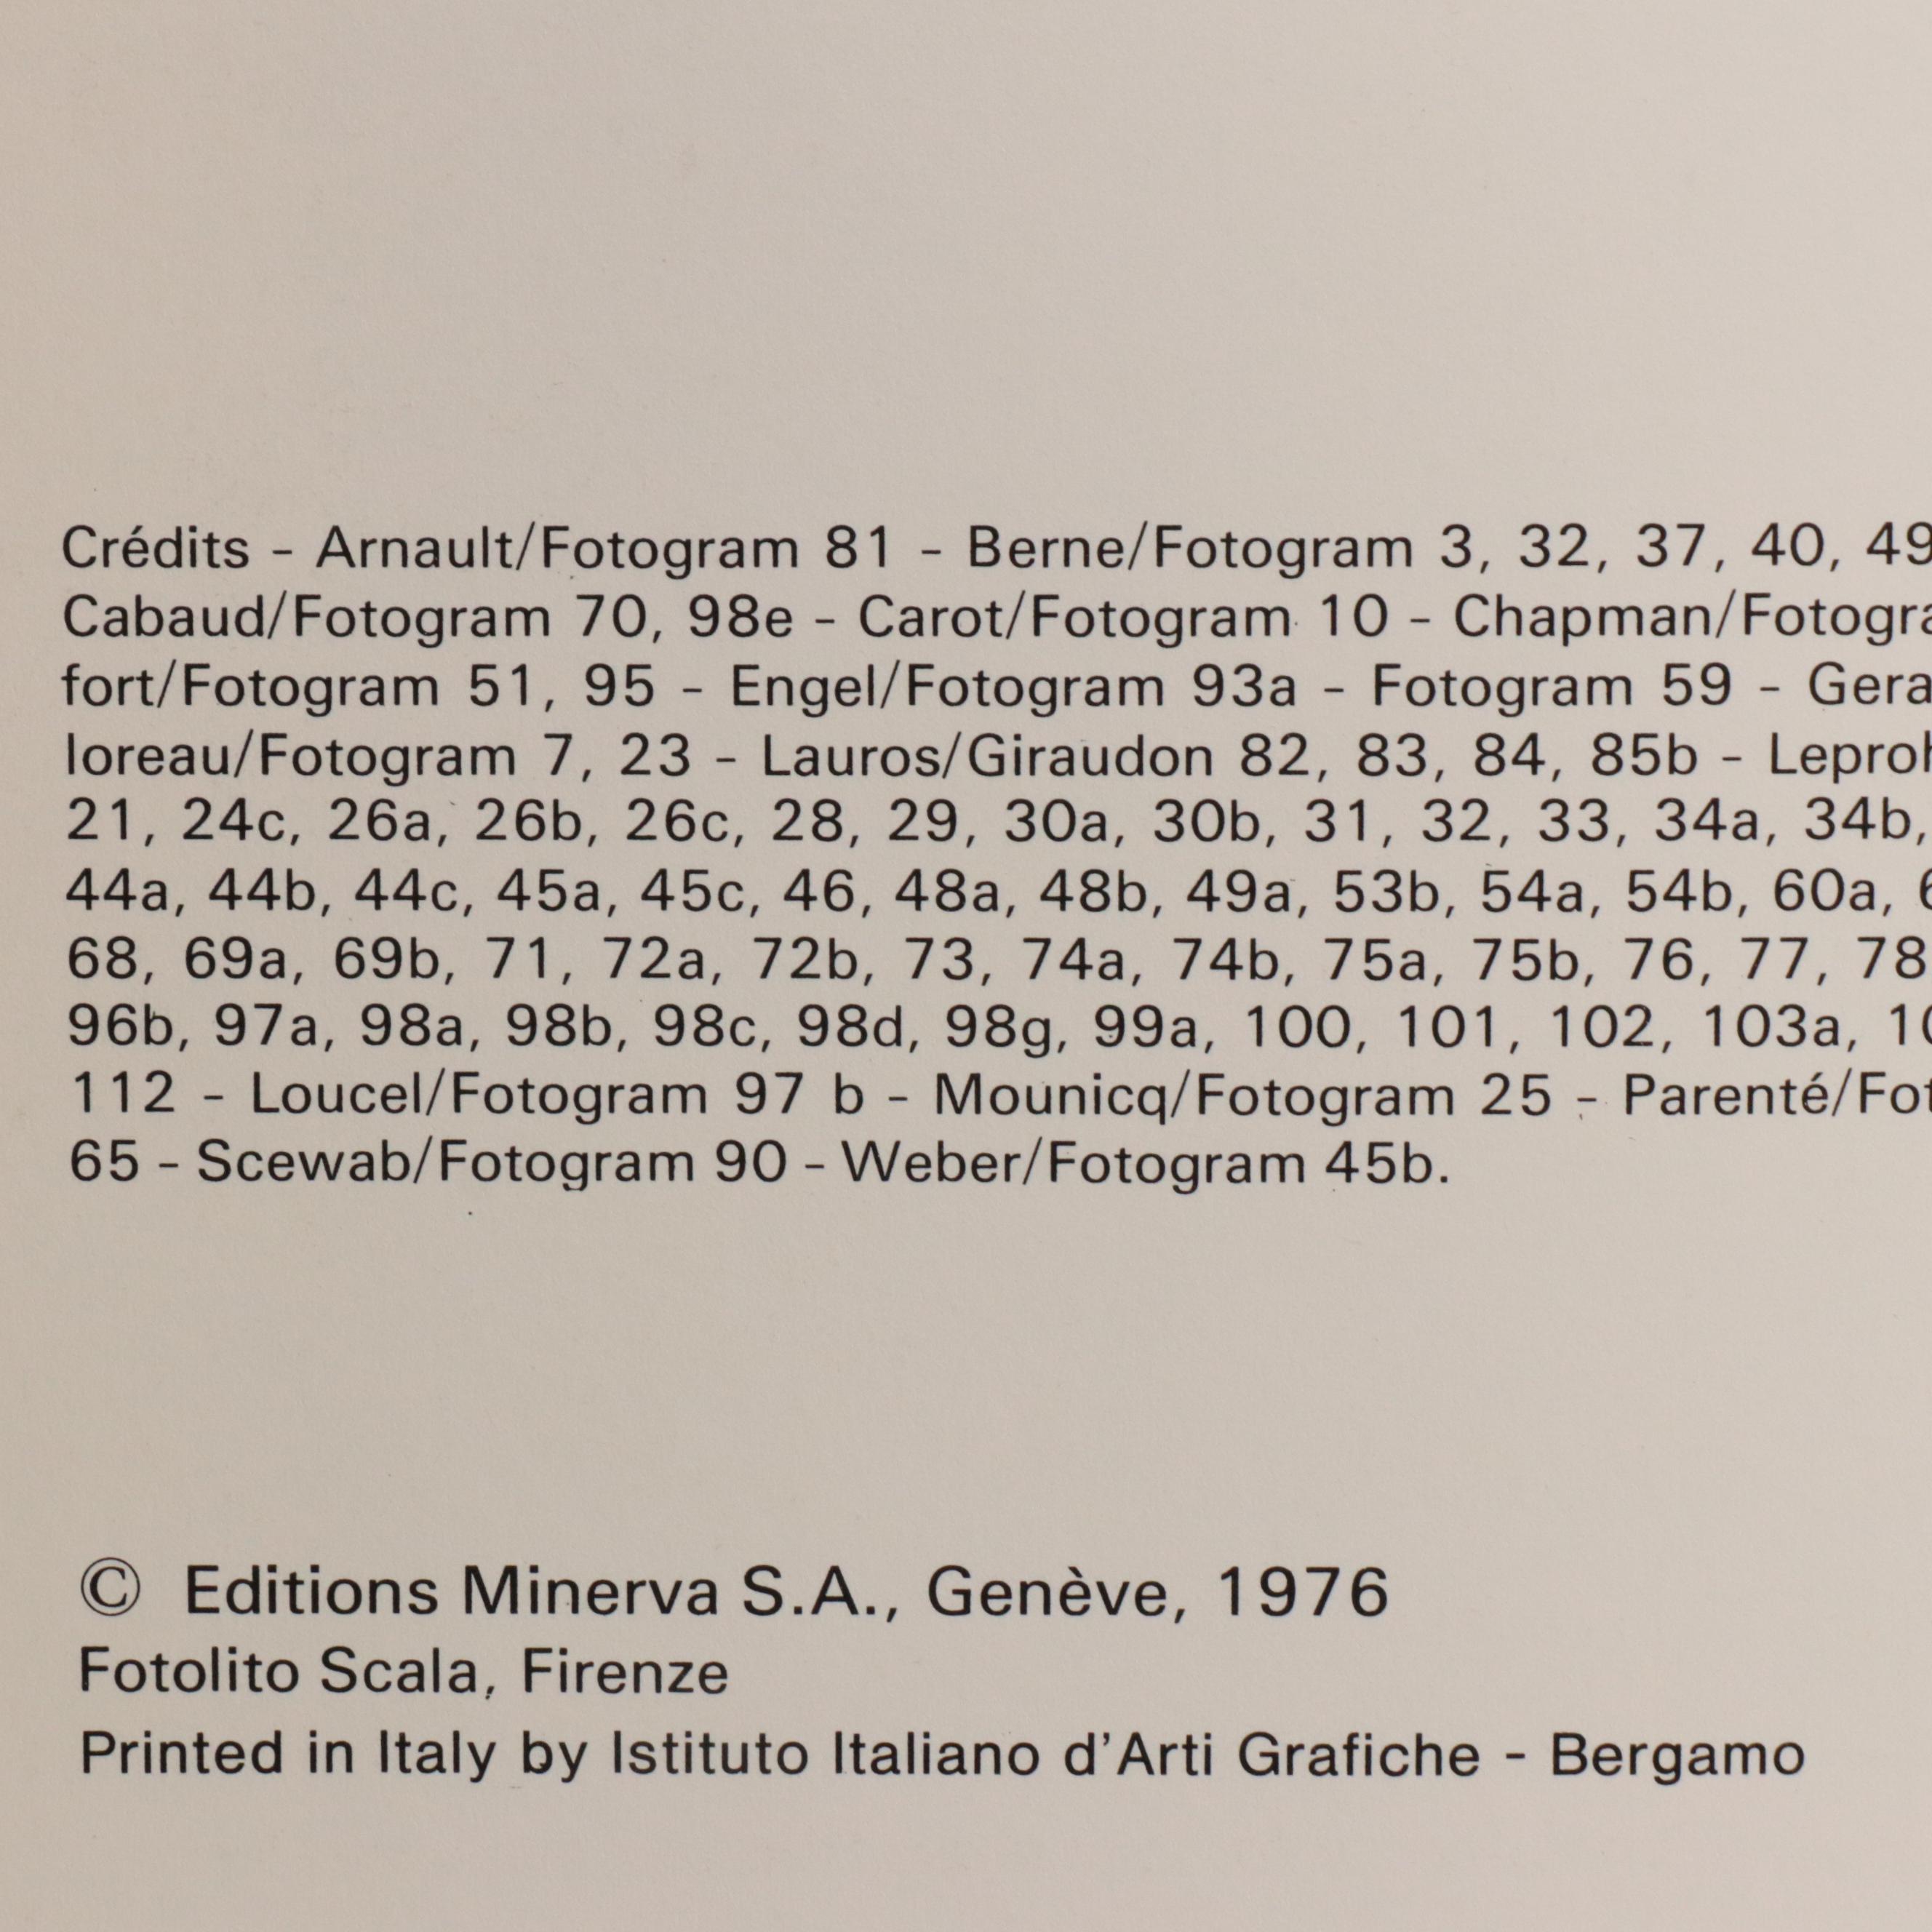 Crédits - Arnault/Fotogram 81 - Berne/Fotogram 3, 32, 37, 40, 49
Cabaud/Fotogram 70, 98e - Carot/Fotogram 10 - Chapman/Fotogra
fort/Fotogram 51, 95 - Engel/Fotogram 93a - Fotogram 59 - Gera
loreau/Fotogram 7, 23 - Lauros/Giraudon 82, 83, 84, 85b - Leproh
21, 24c, 26a, 26b, 26c, 28, 29, 30a, 30b, 31, 32, 33, 34a, 34b,
44a, 44b, 44c, 45a, 45c, 46, 48a, 48b, 49a, 53b, 54a, 54b, 60a,
68, 69a, 69b, 71, 72a, 72b, 73, 74a, 74b, 75a, 75b, 76, 77, 78
96b, 97a, 98a, 98b, 98c, 98d, 98g, 99a, 100, 101, 102, 103a,
112 - Loucel/Fotogram 97 b - Mounicq/Fotogram 25 - Parenté/Fot
65 - Scewab/Fotogram 90 - Weber/Fotogram 45b.
© Editions Minerva S.A., Genève, 1976
Fotolito Scala, Firenze
Printed in Italy by Istituto Italiano d'Arti Grafiche - Bergamo